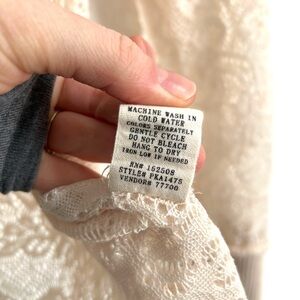 MACHINE WASH IN
COLD WATER
COLORS SEPARATELY
GENTLE CYCLE
DO NOT BLEACH
HANG TO DRY
IRON LOW IF NEEDED
RN# 152508
STYLE# PKA1475
VENDOR# 77700